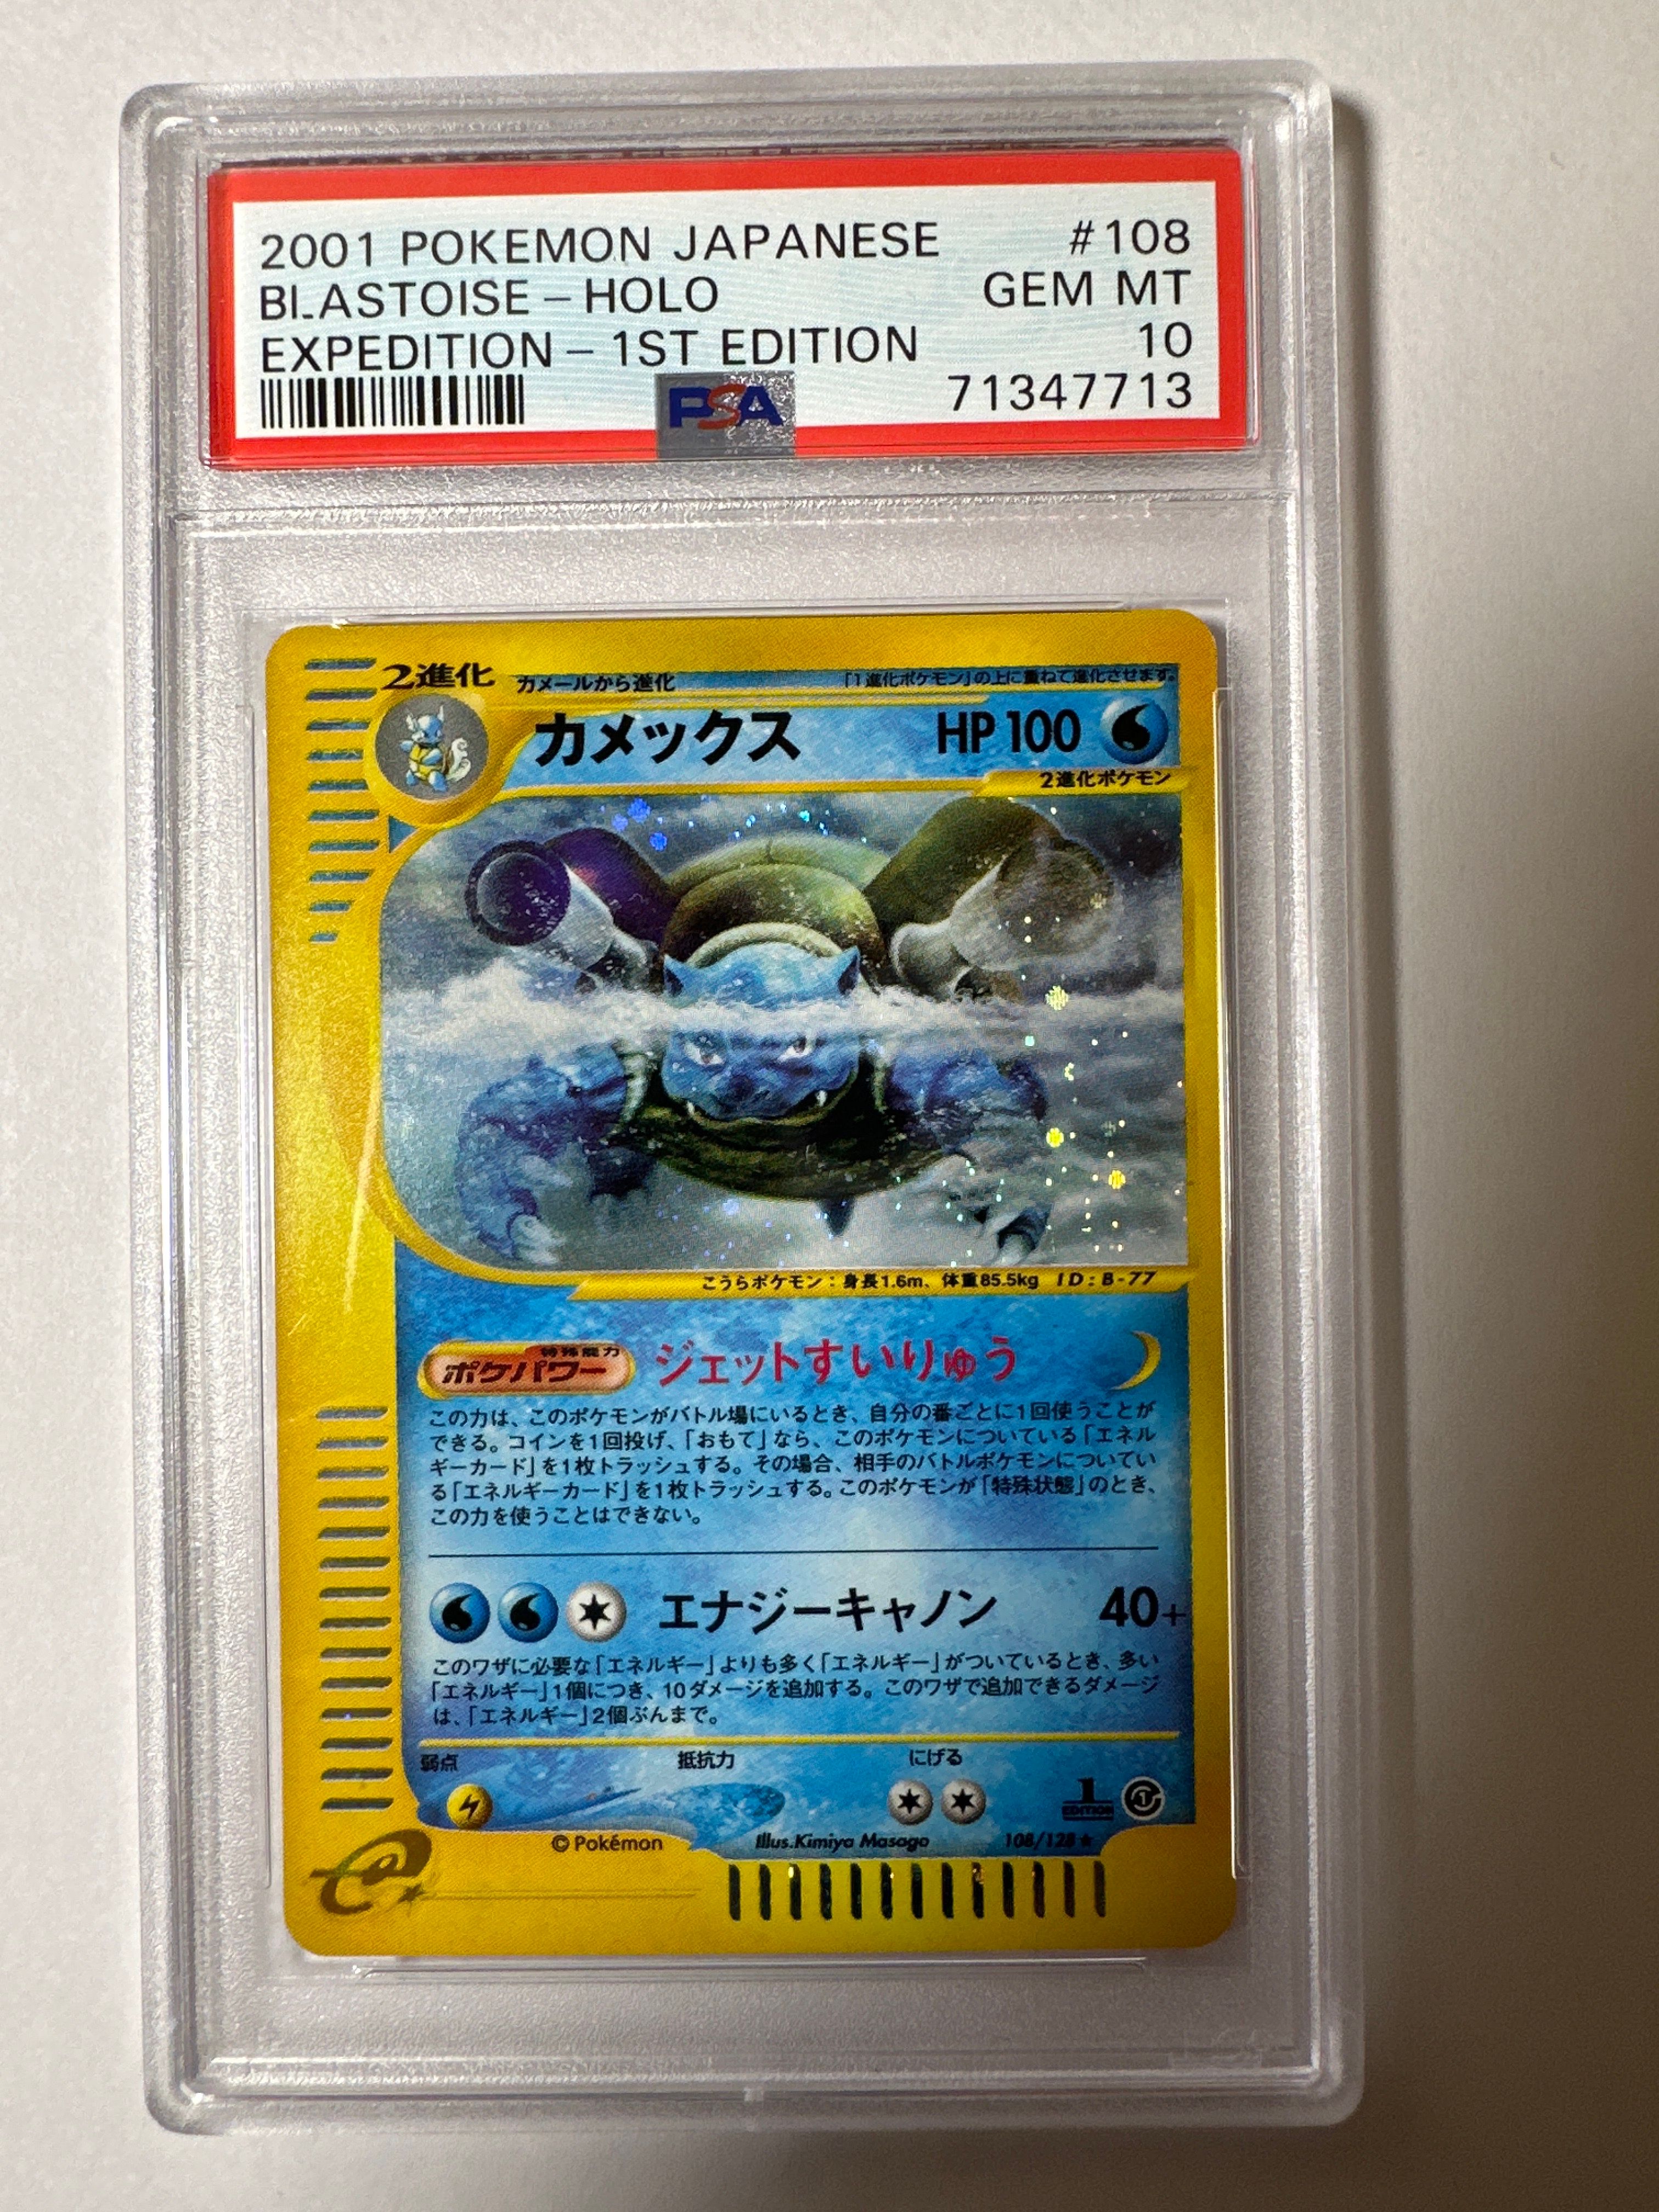 2001 POKEMON JAPANESE #108
BLASTOISE - HOLO GEM MT
EXPEDITION - 1ST EDITION 10
PSA 71347713
2進化 カメールから進化 「1進化ポケモン」の上に重ねて進化させます。
カメックス HP 100
2進化ポケモン
こうらポケモン：身長1.6m、体重85.5kg ID：B-77
特殊能力
ポケパワー ジェットすいりゅう
この力は、このポケモンがバトル場にいるとき、自分の番ごとに1回使うことが
できる。コインを1回投げ、「おもて」なら、このポケモンについている「エネル
ギーカード」を1枚トラッシュする。その場合、相手のバトルポケモンについてい
る「エネルギーカード」を1枚トラッシュする。このポケモンが「特殊状態」のとき、
この力を使うことはできない。
エナジーキャノン 40+
このワザに必要な「エネルギー」よりも多く「エネルギー」がついているとき、多い
「エネルギー」1個につき、10ダメージを追加する。このワザで追加できるダメージ
は、「エネルギー」2個ぶんまで。
弱点 抵抗力 にげる
1
EDITION
© Pokémon Illus.Kimiya Masago 108/128★
e